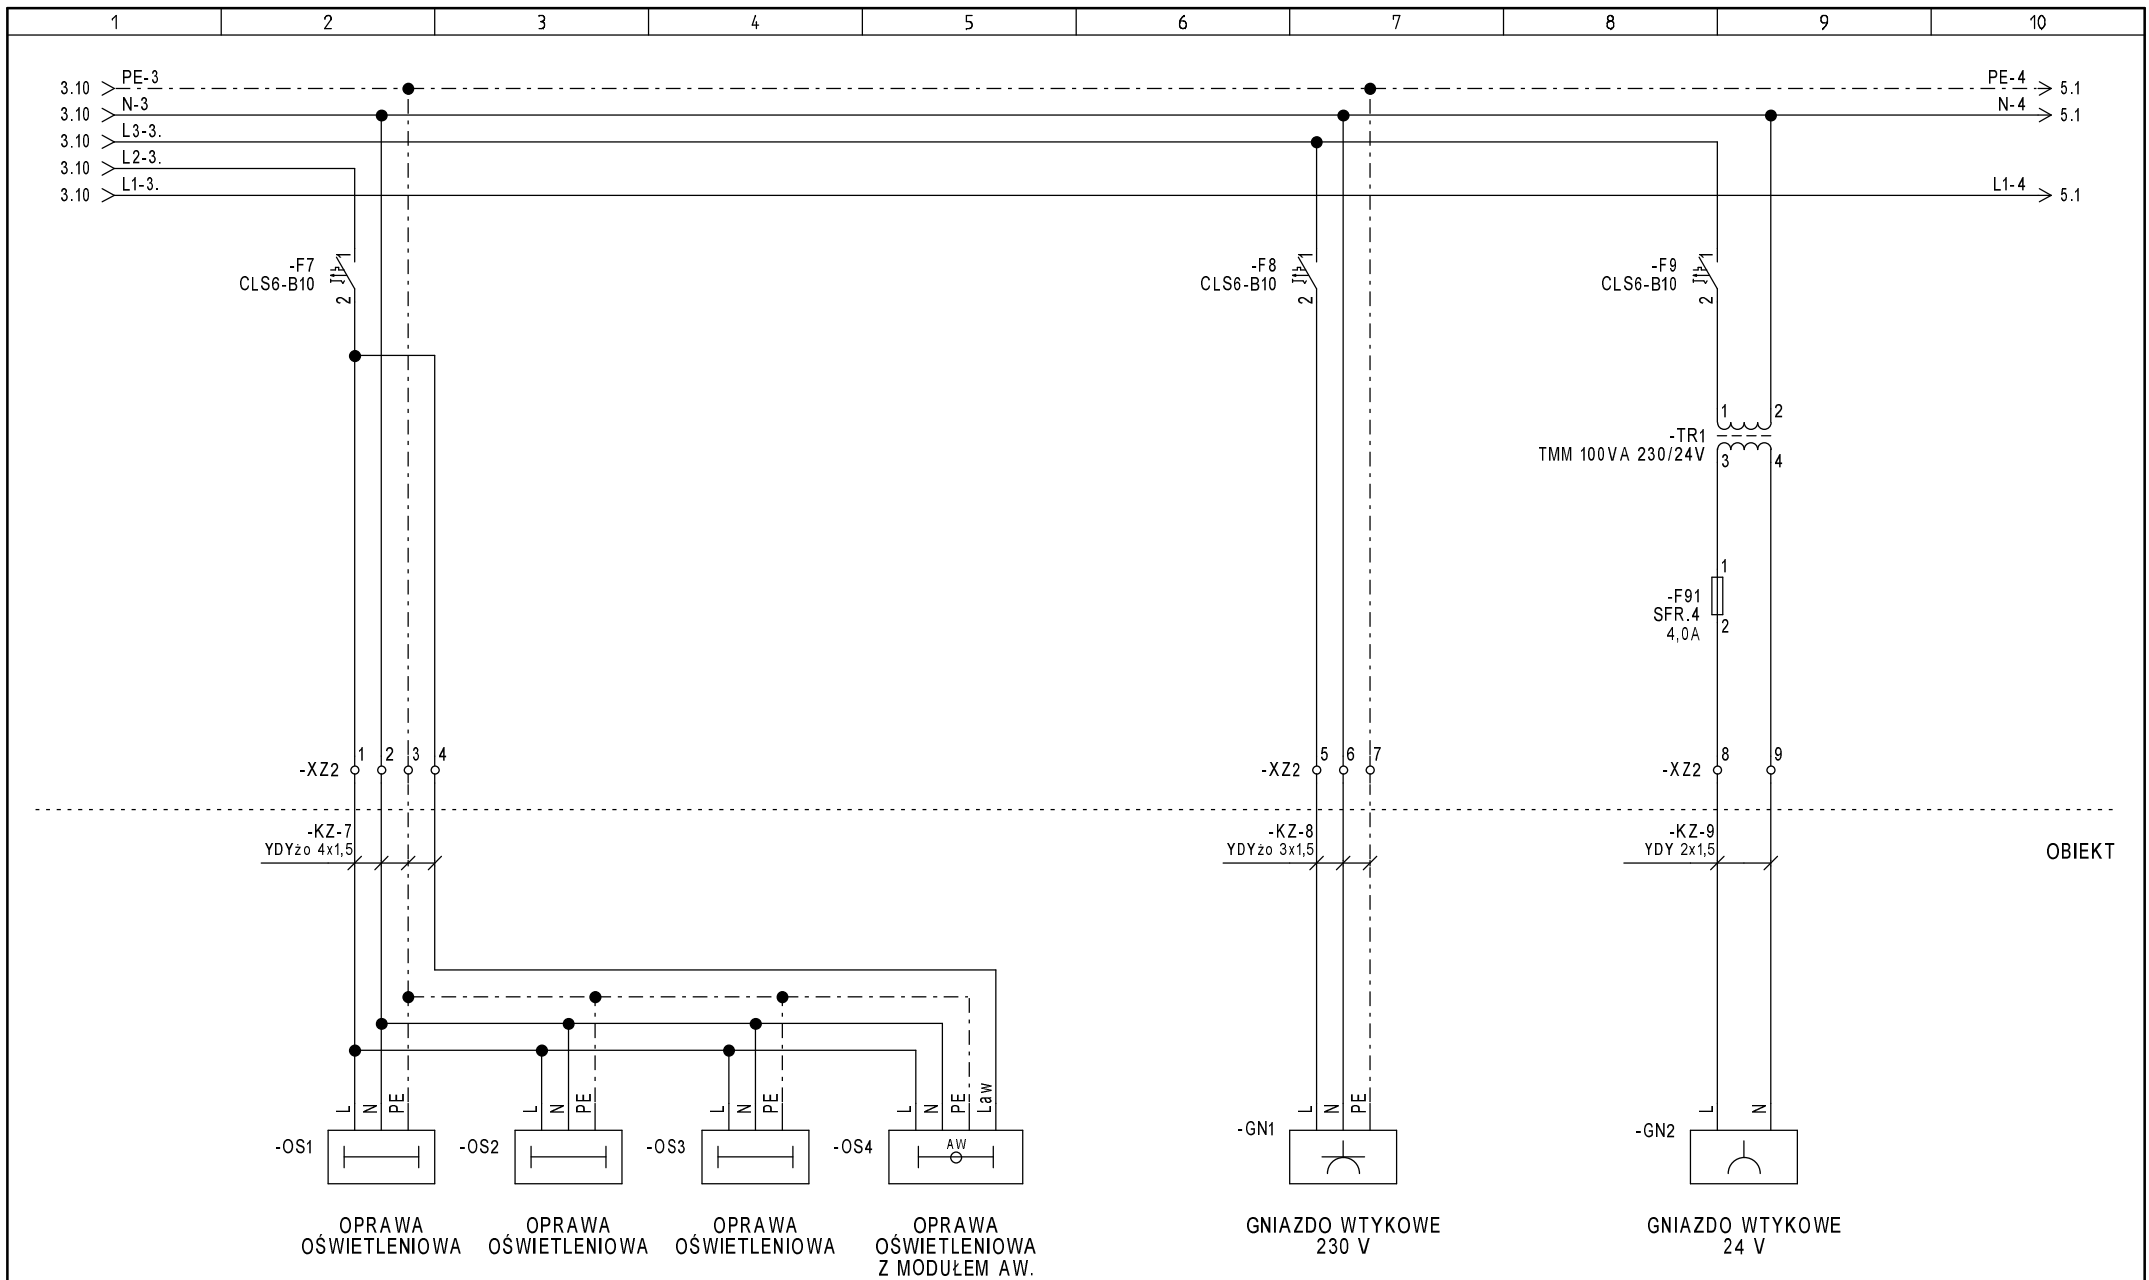 1 2 3 4 5 6 7 8 9 10
3.10 PE-3 PE-4 5.1
3.10 N-3 N-4 5.1
3.10 L3-3.
3.10 L2-3.
3.10 L1-3. L1-4 5.1
-F7
CLS6-B10
1
2
-F8
CLS6-B10
1
2
-F9
CLS6-B10
1
2
1 2
-TR1
TMM 100VA 230/24V
3 4
1
-F91
SFR.4
4,0A
2
-XZ2 1 2 3 4
-XZ2 5 6 7
-XZ2 8 9
-KZ-7
YDYżo 4x1,5
-KZ-8
YDYżo 3x1,5
-KZ-9
YDY 2x1,5
OBIEKT
L N PE
L N PE
L N PE
L N PE Law
L N PE
L N
-OS1
-OS2
-OS3
-OS4
AW
-GN1
-GN2
OPRAWA
OŚWIETLENIOWA
OPRAWA
OŚWIETLENIOWA
OPRAWA
OŚWIETLENIOWA
OPRAWA
OŚWIETLENIOWA
Z MODUŁEM AW.
GNIAZDO WTYKOWE
230 V
GNIAZDO WTYKOWE
24 V